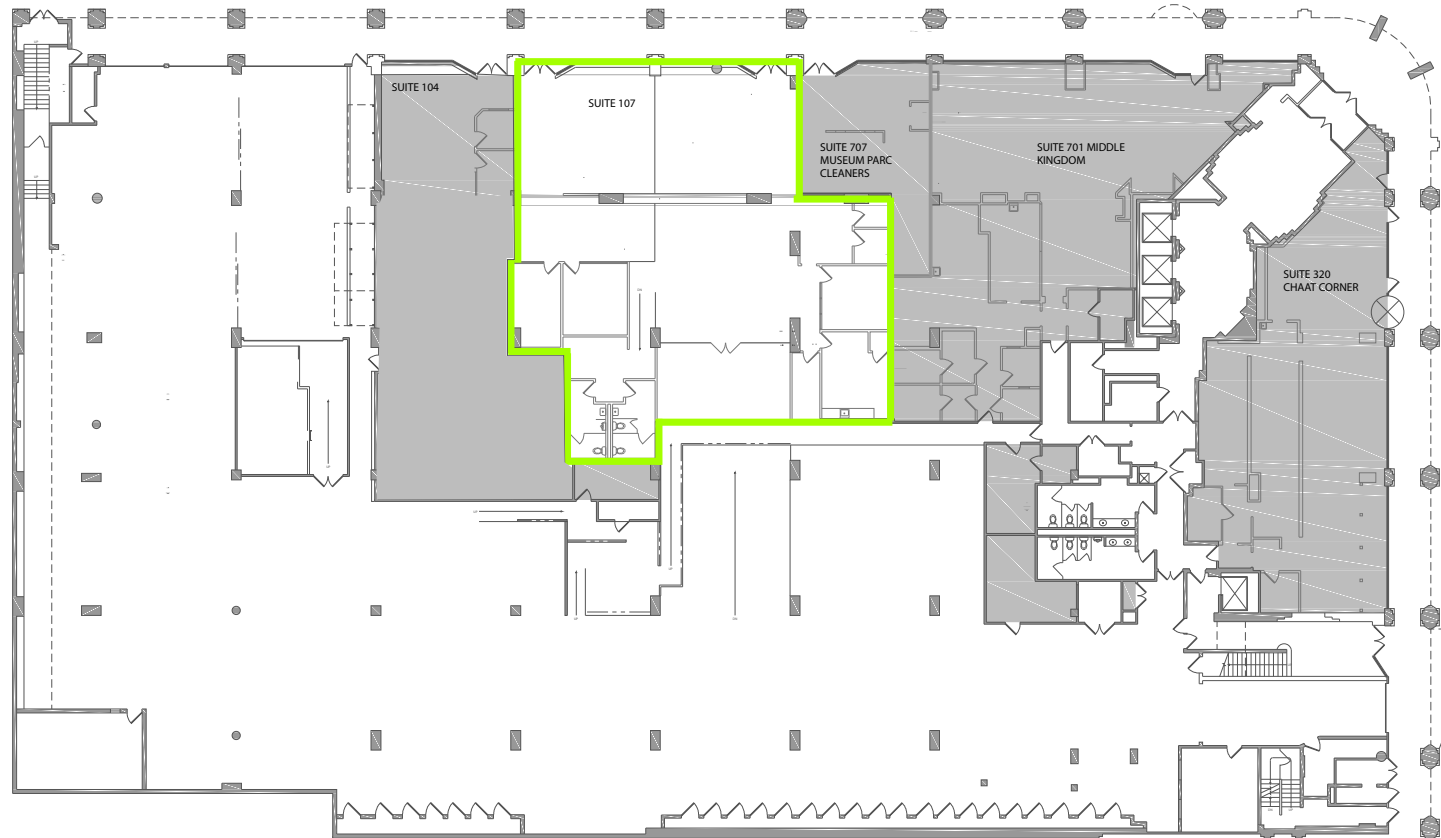 SUITE 104
SUITE 107
SUITE 707
MUSEUM PARC
CLEANERS
SUITE 701 MIDDLE
KINGDOM
SUITE 320
CHAAT CORNER